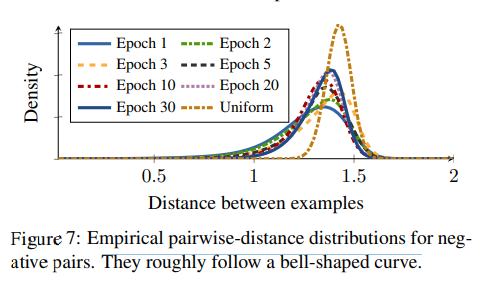 Density
Epoch 1 Epoch 2
Epoch 3 Epoch 5
Epoch 10 Epoch 20
Epoch 30 Uniform
0.5 1 1.5 2
Distance between examples
Figure 7: Empirical pairwise-distance distributions for neg-
ative pairs. They roughly follow a bell-shaped curve.